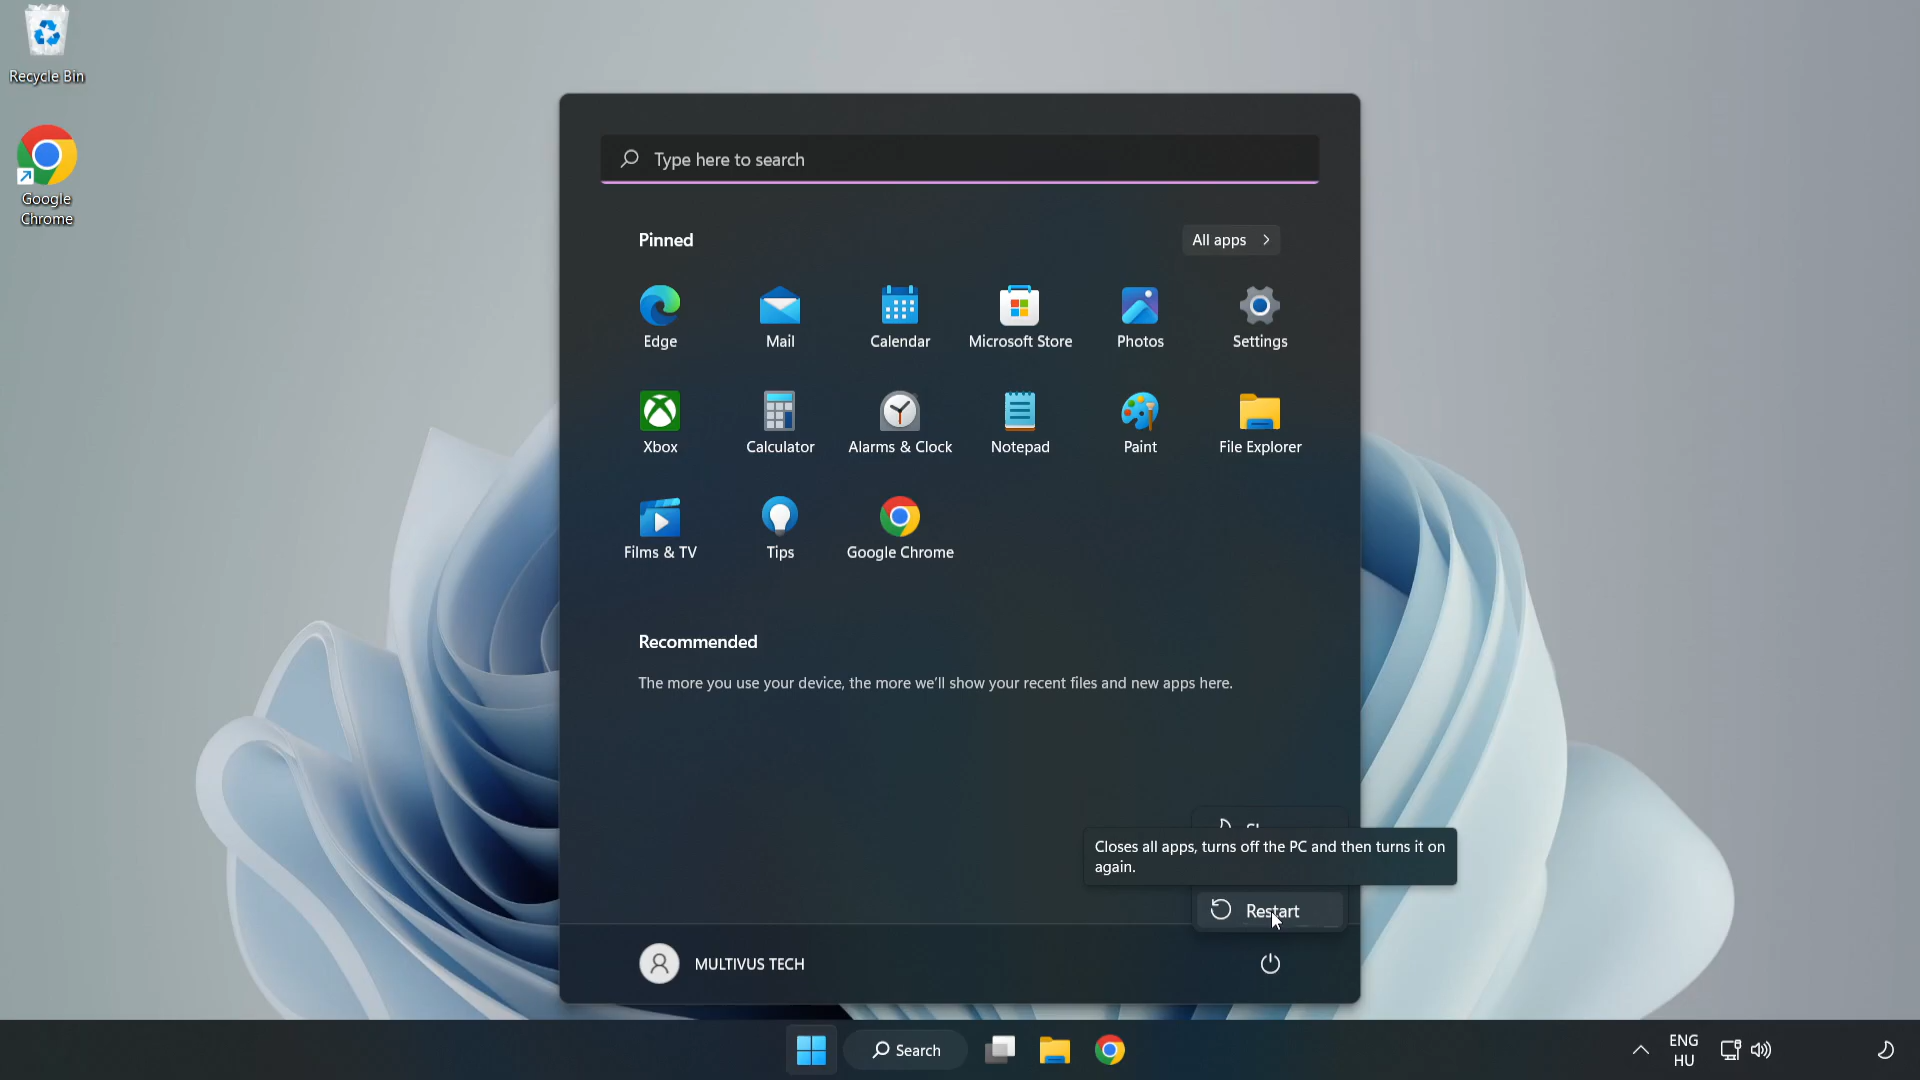 Recycle Bin
Google
Chrome
Type here to search
Pinned
All apps
Edge
Mail
Calendar
Microsoft Store
Photos
Settings
Xbox
Calculator
Alarms & Clock
Notepad
Paint
File Explorer
Films & TV
Tips
Google Chrome
Recommended
The more you use your device, the more we'll show your recent files and new apps here.
Closes all apps, turns off the PC and then turns it on
again.
Restart
MULTIVUS TECH
Search
ENG
HU